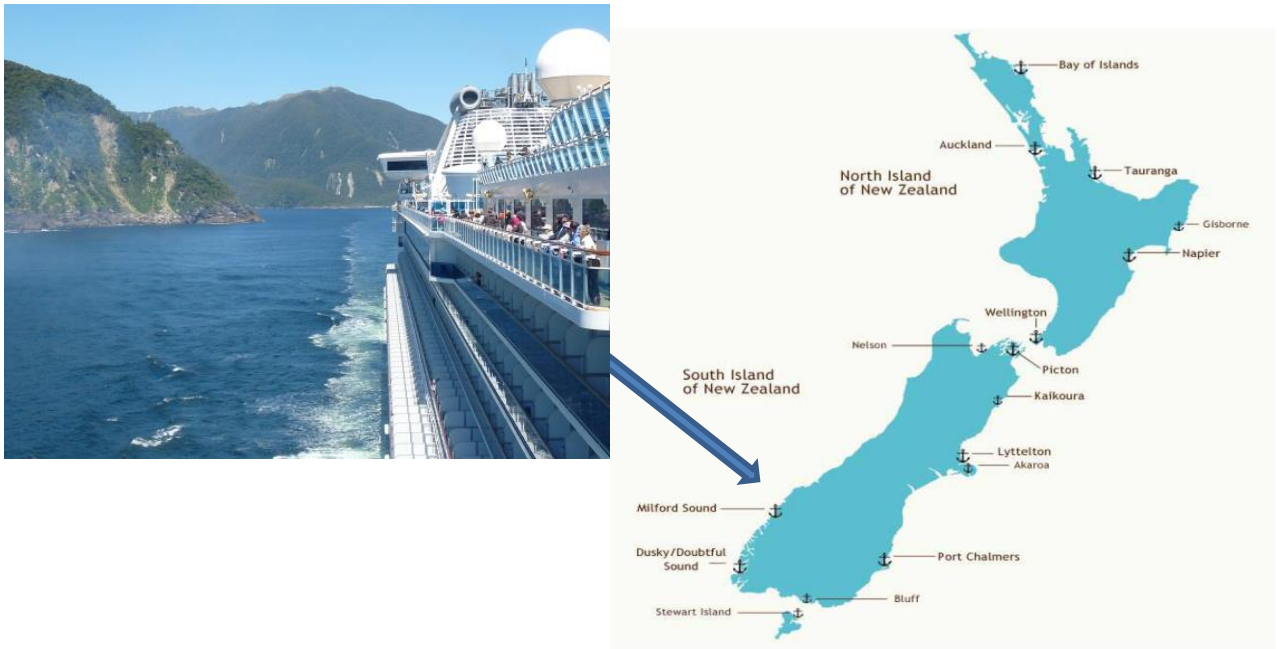 Bay of Islands
Auckland
Tauranga
North Island
of New Zealand
Gisborne
Napier
Wellington
Nelson
Picton
South Island
of New Zealand
Kaikoura
Lyttelton
Akaroa
Milford Sound
Dusky/Doubtful
Sound
Port Chalmers
Bluff
Stewart Island